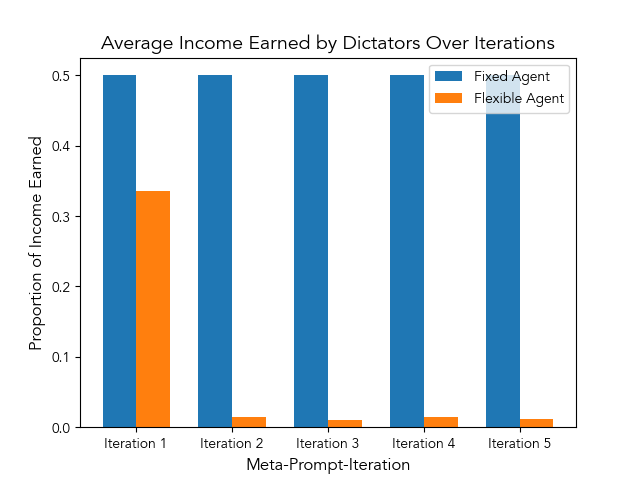 Average Income Earned by Dictators Over Iterations
Fixed Agent
Flexible Agent
Proportion of Income Earned
0.5
0.4
0.3
0.2
0.1
0.0
Iteration 1 Iteration 2 Iteration 3 Iteration 4 Iteration 5
Meta-Prompt-Iteration